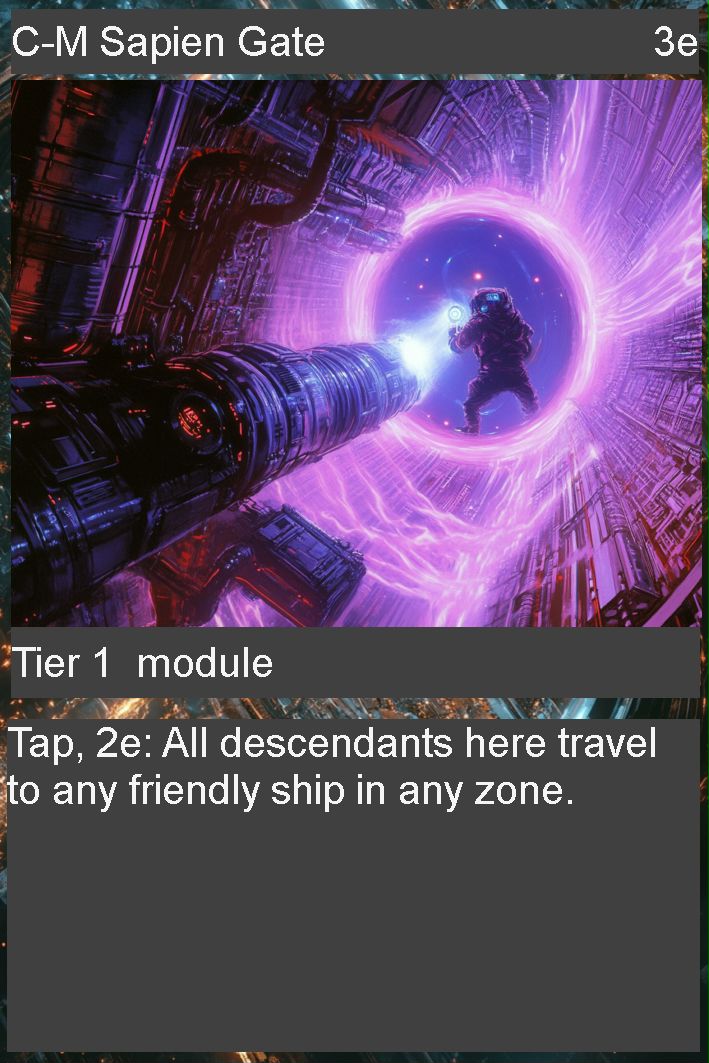 C-M Sapien Gate 3e
Tier 1 module
Tap, 2e: All descendants here travel
to any friendly ship in any zone.